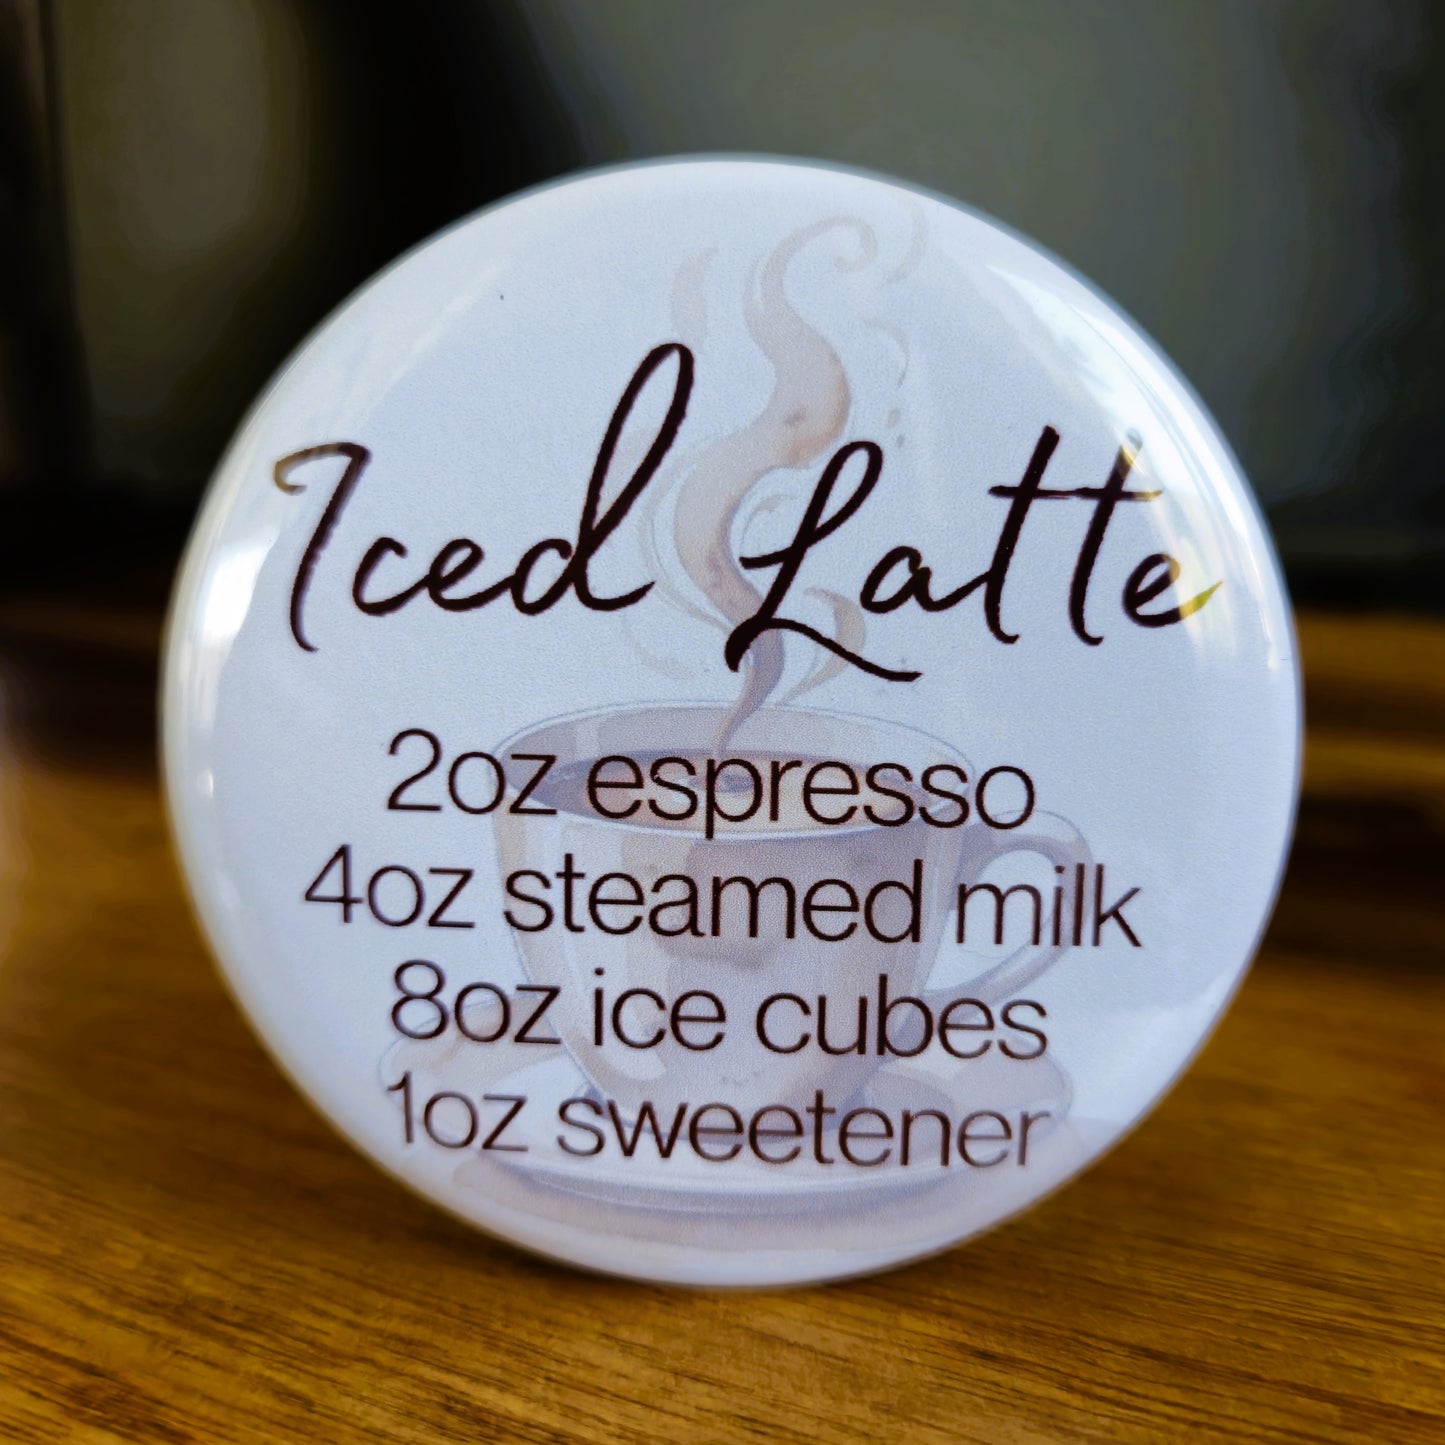 Iced Latte
2oz espresso
4oz steamed milk
8oz ice cubes
1oz sweetener